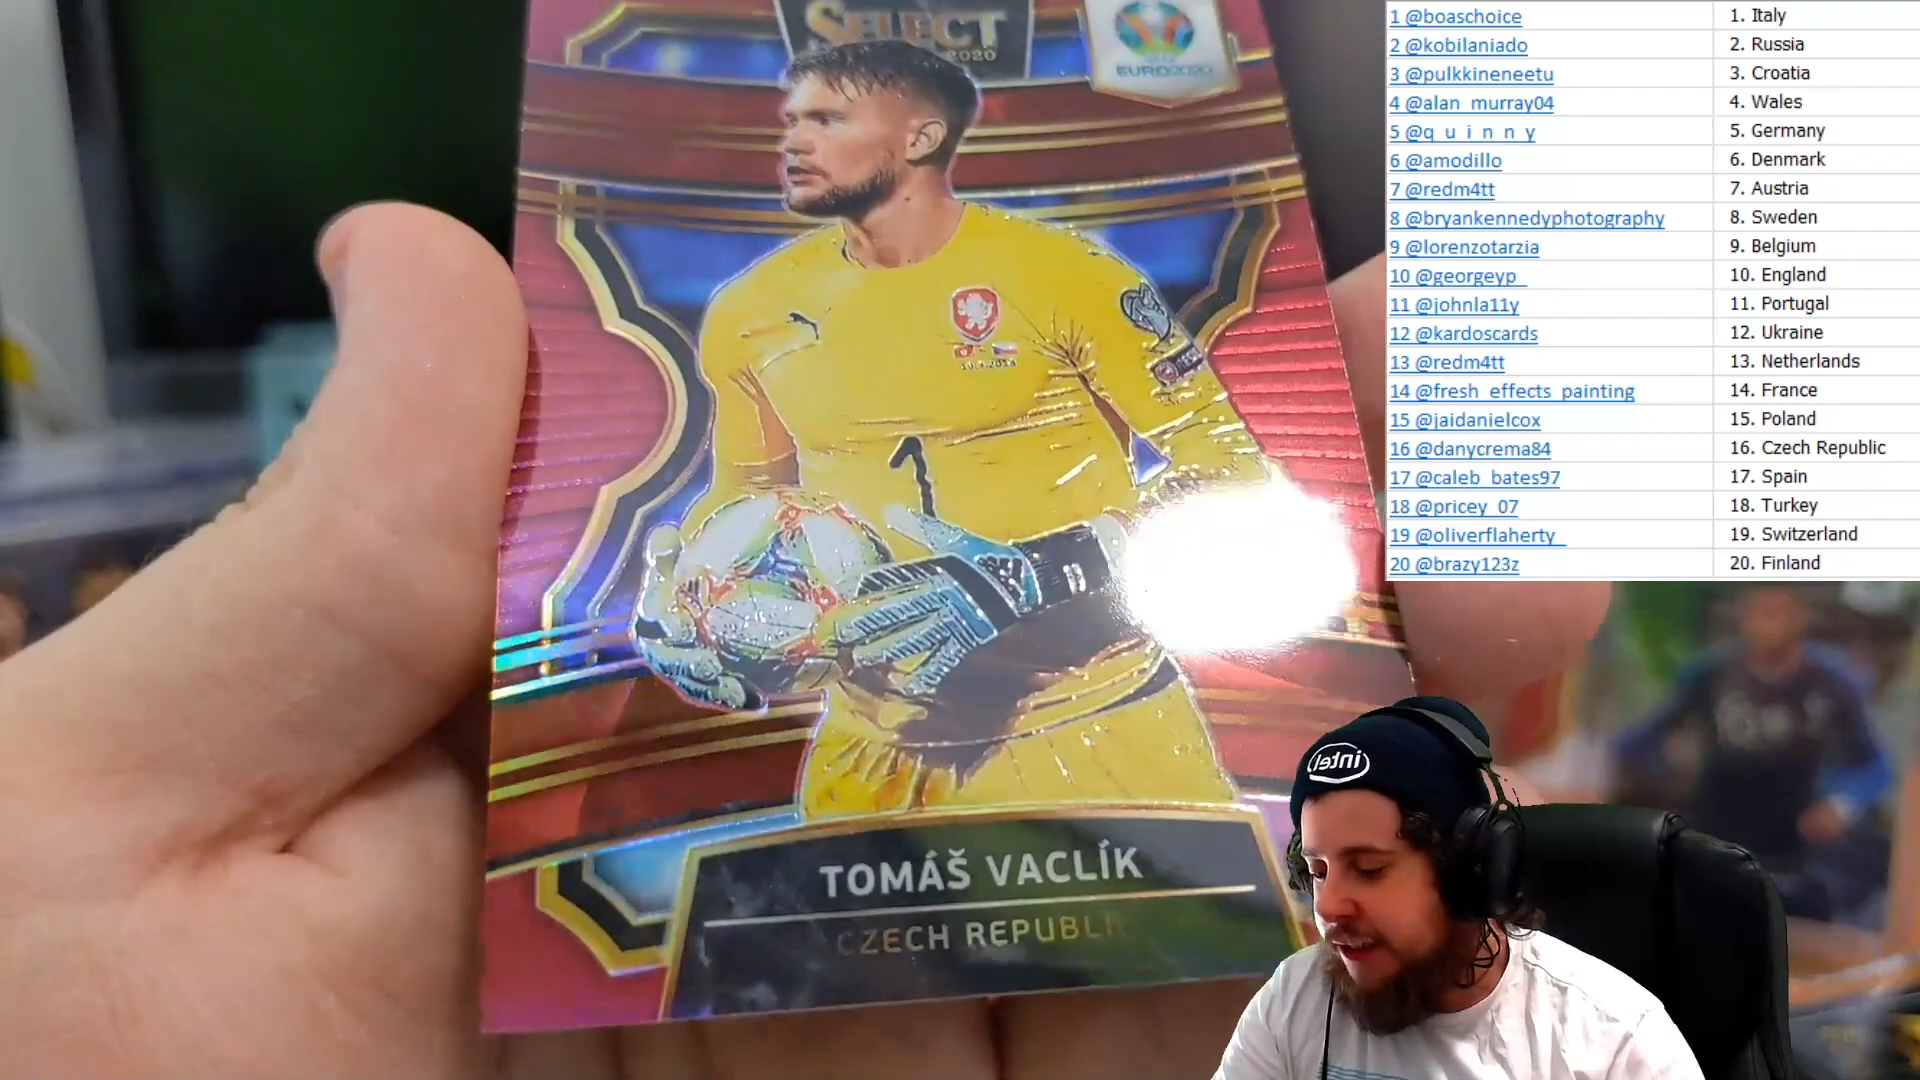 SELECT
2020
EURO2020
1
TOMÁŠ VACLÍK
CZECH REPUBLI
intel
1 @boaschoice 1. Italy
2 @kobilaniado 2. Russia
3 @pulkkineneetu 3. Croatia
4 @alan_murray04 4. Wales
5 @q_u_i_n_n_y 5. Germany
6 @amodillo 6. Denmark
7 @redm4tt 7. Austria
8 @bryankennedyphotography 8. Sweden
9 @lorenzotarzia 9. Belgium
10 @georgeyp_ 10. England
11 @johnla11y 11. Portugal
12 @kardoscards 12. Ukraine
13 @redm4tt 13. Netherlands
14 @fresh_effects_painting 14. France
15 @jaidanielcox 15. Poland
16 @danycrema84 16. Czech Republic
17 @caleb_bates97 17. Spain
18 @pricey_07 18. Turkey
19 @oliverflaherty_ 19. Switzerland
20 @brazy123z 20. Finland